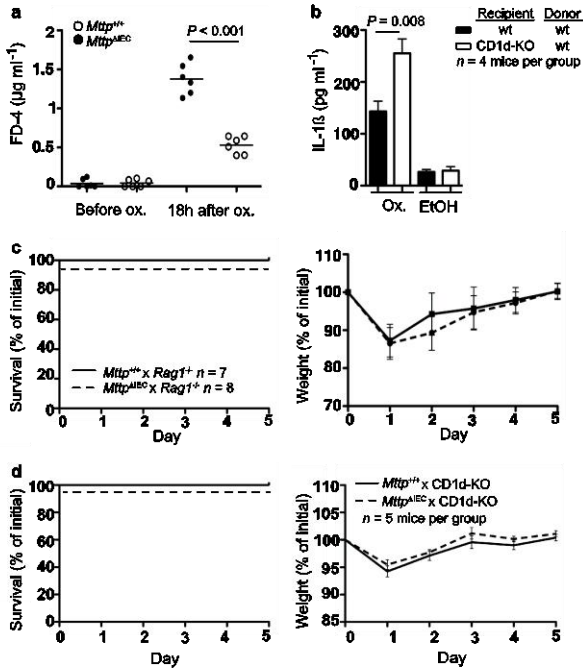 a
Mttp+/+
MttpΔIEC
P < 0.001
FD-4 (µg ml⁻¹)
2
1.5
1
0.5
0
Before ox.
18h after ox.
b
P = 0.008
Recipient Donor
wt wt
CD1d-KO wt
n = 4 mice per group
IL-1ß (pg ml⁻¹)
300
200
100
0
Ox.
EtOH
c
Survival (% of initial)
100
80
60
40
20
0
Mttp+/+ x Rag1-/- n = 7
MttpΔIEC x Rag1-/- n = 8
0 1 2 3 4 5
Day
Weight (% of initial)
110
100
90
80
70
0 1 2 3 4 5
Day
d
Survival (% of initial)
100
80
60
40
20
0
0 1 2 3 4 5
Day
Weight (% of initial)
110
105
100
95
90
85
80
Mttp+/+ x CD1d-KO
MttpΔIEC x CD1d-KO
n = 5 mice per group
0 1 2 3 4 5
Day